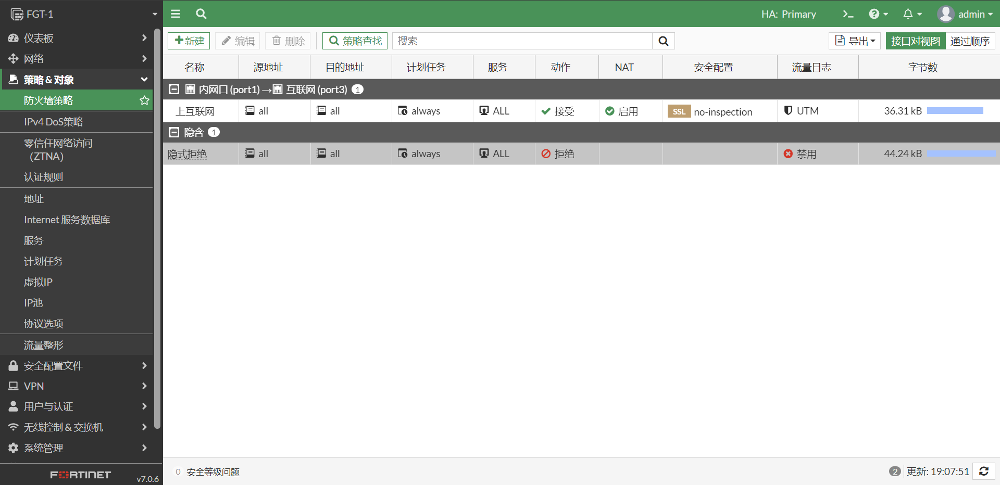 FGT-1
HA: Primary
admin
仪表板
网络
策略 & 对象
防火墙策略
IPv4 DoS策略
零信任网络访问
（ZTNA）
认证规则
地址
Internet 服务数据库
服务
计划任务
虚拟IP
IP池
协议选项
流量整形
安全配置文件
VPN
用户与认证
无线控制 & 交换机
系统管理
FORTINET
v7.0.6
新建 编辑 删除 策略查找 搜索 导出 接口对视图 通过顺序
名称 源地址 目的地址 计划任务 服务 动作 NAT 安全配置 流量日志 字节数
内网口 (port1) → 互联网 (port3) 1
上互联网 all all always ALL 接受 启用 SSL no-inspection UTM 36.31 kB
隐含 1
隐式拒绝 all all always ALL 拒绝 禁用 44.24 kB
0 安全等级问题
2 更新: 19:07:51